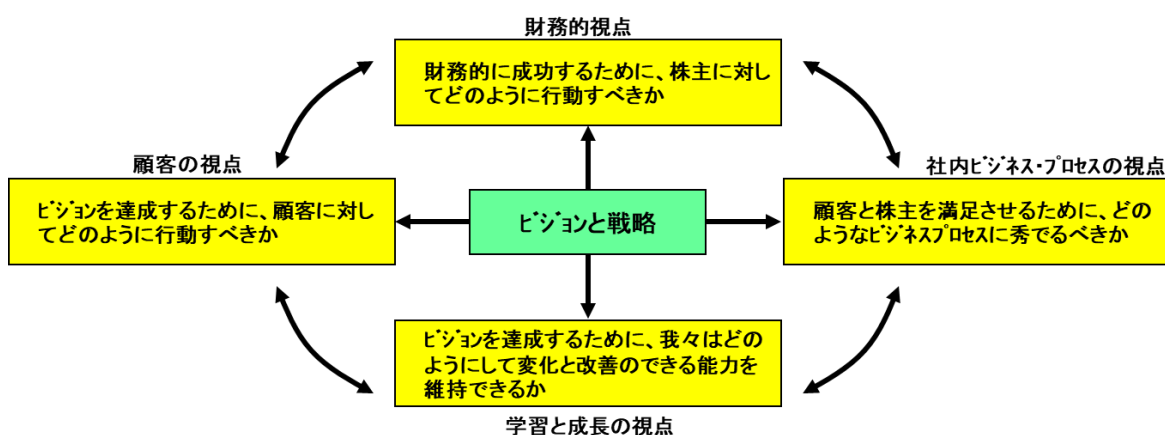 財務的視点
財務的に成功するために、株主に対し
てどのように行動すべきか
顧客の視点
ﾋﾞｼﾞｮﾝを達成するために、顧客に対し
てどのように行動すべきか
ﾋﾞｼﾞｮﾝと戦略
社内ﾋﾞｼﾞﾈｽ・ﾌﾟﾛｾｽの視点
顧客と株主を満足させるために、どの
ようなﾋﾞｼﾞﾈｽﾌﾟﾛｾｽに秀でるべきか
ﾋﾞｼﾞｮﾝを達成するために、我々はどの
ようにして変化と改善のできる能力を
維持できるか
学習と成長の視点